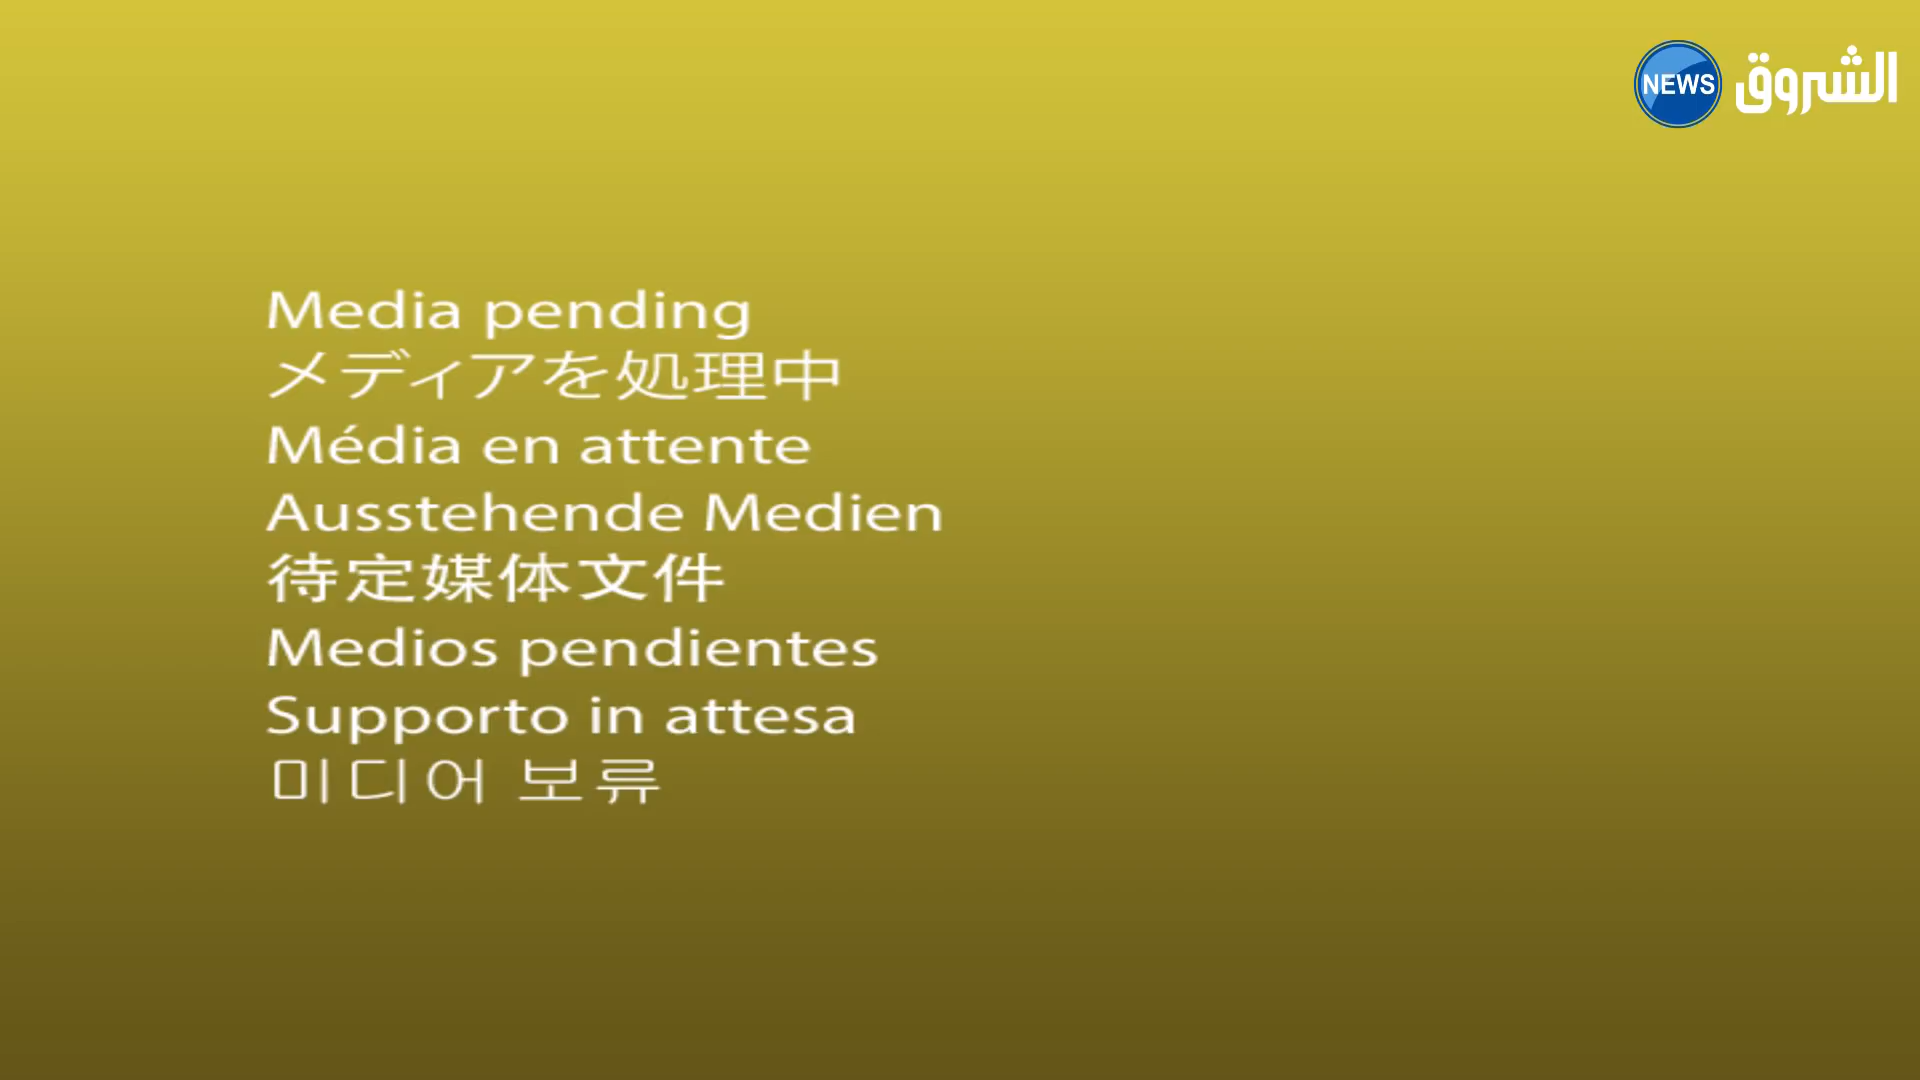 NEWS الشروق
Media pending
メディアを処理中
Média en attente
Ausstehende Medien
待定媒体文件
Medios pendientes
Supporto in attesa
미디어 보류